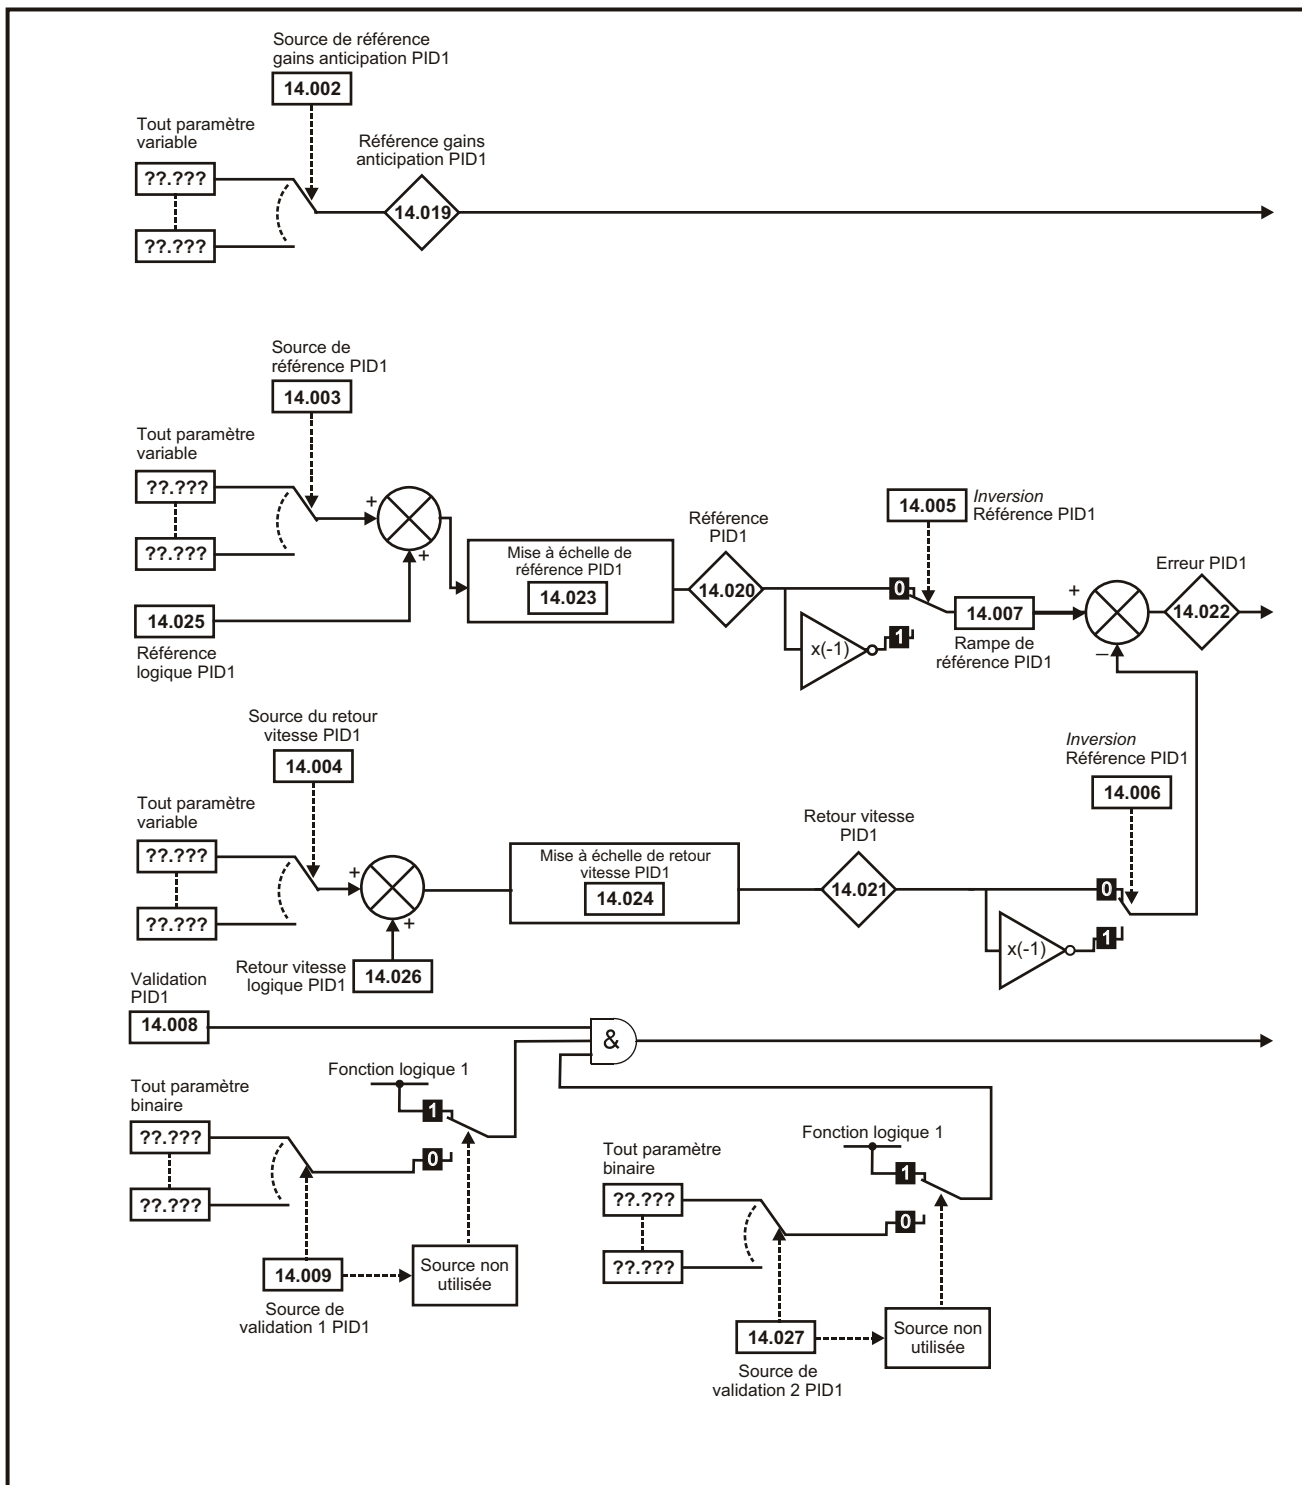 Source de référence
gains anticipation PID1
14.002
Tout paramètre
variable
Référence gains
anticipation PID1
??.???
14.019
??.???
Source de
référence PID1
14.003
Tout paramètre
variable
??.???
+
??.???
+
14.025
Référence
logique PID1
Mise à échelle de
référence PID1
14.023
Référence
PID1
14.020
14.005
Inversion
Référence PID1
0
1
x(-1)
14.007
Rampe de
référence PID1
+
–
Erreur PID1
14.022
Source du retour
vitesse PID1
14.004
Tout paramètre
variable
??.???
+
??.???
+
Retour vitesse
logique PID1
14.026
Mise à échelle de retour
vitesse PID1
14.024
Retour vitesse
PID1
14.021
Inversion
Référence PID1
14.006
0
1
x(-1)
Validation
PID1
14.008
&
Fonction logique 1
Tout paramètre
binaire
1
??.???
0
??.???
14.009
Source non
utilisée
Source de
validation 1 PID1
Fonction logique 1
Tout paramètre
binaire
1
??.???
0
??.???
14.027
Source non
utilisée
Source de
validation 2 PID1